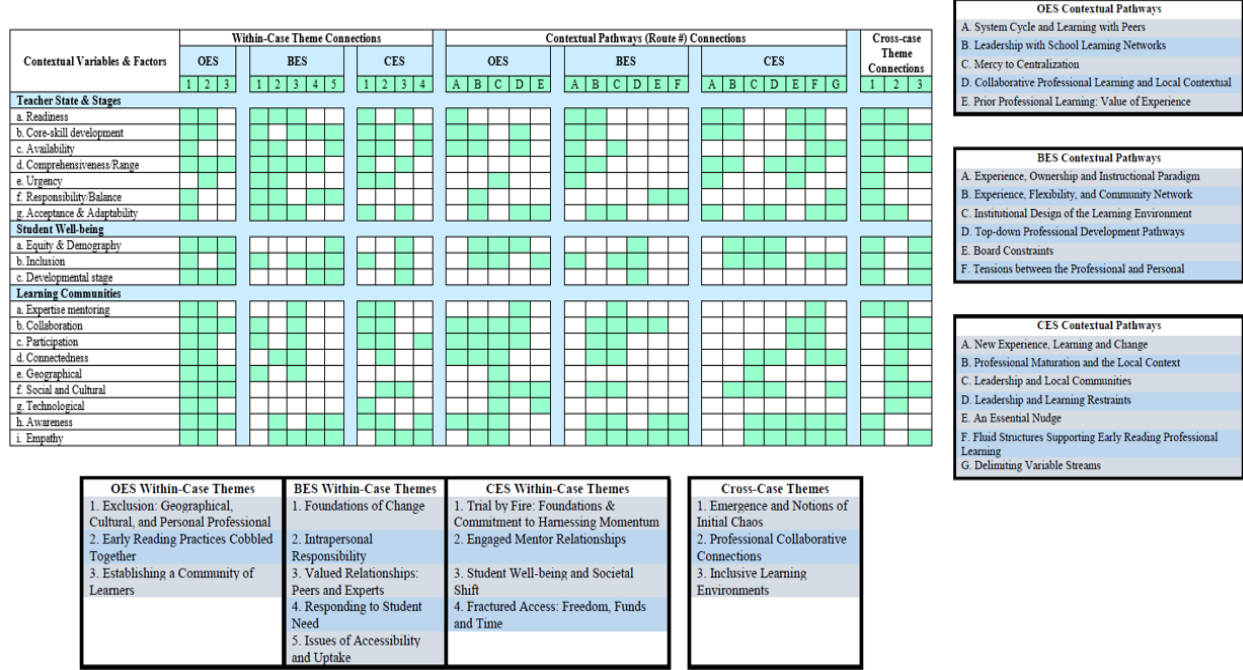 Contextual Variables & Factors
Within-Case Theme Connections
Contextual Pathways (Route #) Connections
Cross-case
Theme
Connections
OES BES CES OES BES CES
1 2 3 1 2 3 4 5 1 2 3 4 A B C D E A B C D E F A B C D E F G 1 2 3
Teacher State & Stages
a. Readiness
b. Core-skill development
c. Availability
d. Comprehensiveness/Range
e. Urgency
f. Responsibility/Balance
g. Acceptance & Adaptability
Student Well-being
a. Equity & Demography
b. Inclusion
c. Developmental stage
Learning Communities
a. Expertise mentoring
b. Collaboration
c. Participation
d. Connectedness
e. Geographical
f. Social and Cultural
g. Technological
h. Awareness
i. Empathy
OES Contextual Pathways
A. System Cycle and Learning with Peers
B. Leadership with School Learning Networks
C. Mercy to Centralization
D. Collaborative Professional Learning and Local Contextual
E. Prior Professional Learning: Value of Experience
BES Contextual Pathways
A. Experience, Ownership and Instructional Paradigm
B. Experience, Flexibility, and Community Network
C. Institutional Design of the Learning Environment
D. Top-down Professional Development Pathways
E. Board Constraints
F. Tensions between the Professional and Personal
CES Contextual Pathways
A. New Experience, Learning and Change
B. Professional Maturation and the Local Context
C. Leadership and Local Communities
D. Leadership and Learning Restraints
E. An Essential Nudge
F. Fluid Structures Supporting Early Reading Professional
Learning
G. Delimiting Variable Streams
OES Within-Case Themes
1. Exclusion: Geographical,
Cultural, and Personal Professional
2. Early Reading Practices Cobbled
Together
3. Establishing a Community of
Learners
BES Within-Case Themes
1. Foundations of Change
2. Intrapersonal
Responsibility
3. Valued Relationships:
Peers and Experts
4. Responding to Student
Need
5. Issues of Accessibility
and Uptake
CES Within-Case Themes
1. Trial by Fire: Foundations &
Commitment to Harnessing Momentum
2. Engaged Mentor Relationships
3. Student Well-being and Societal
Shift
4. Fractured Access: Freedom, Funds
and Time
Cross-Case Themes
1. Emergence and Notions of
Initial Chaos
2. Professional Collaborative
Connections
3. Inclusive Learning
Environments